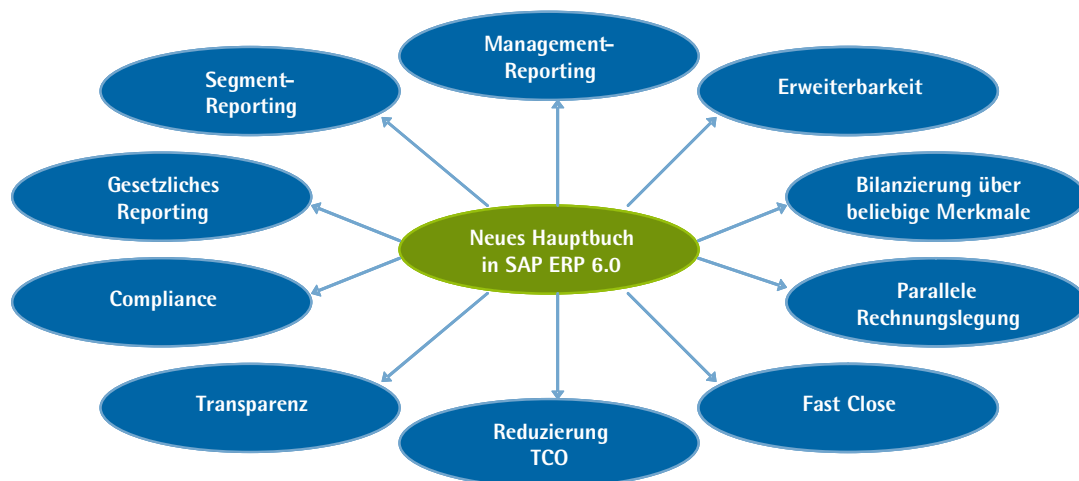 Management-
Reporting
Segment-
Reporting
Erweiterbarkeit
Gesetzliches
Reporting
Bilanzierung über
beliebige Merkmale
Neues Hauptbuch
in SAP ERP 6.0
Compliance
Parallele
Rechnungslegung
Transparenz
Fast Close
Reduzierung
TCO